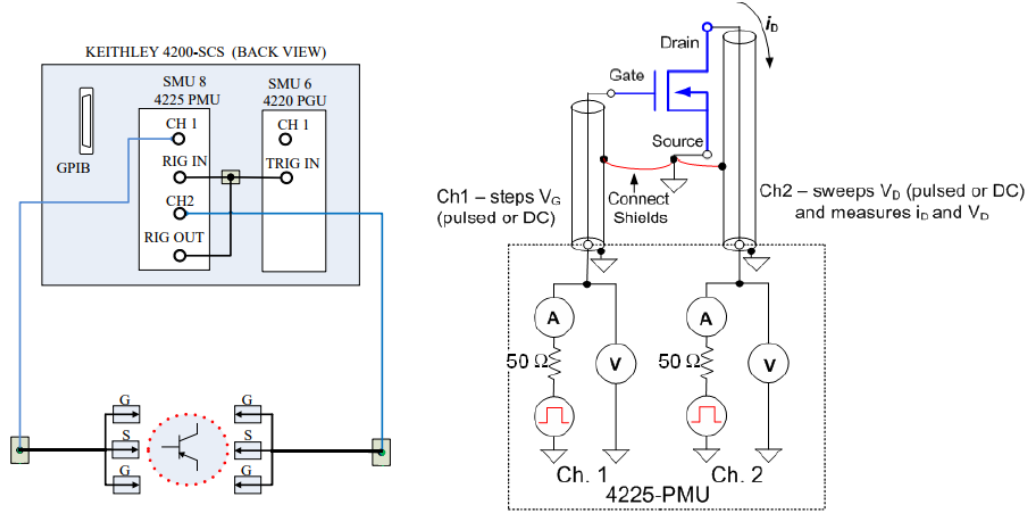 KEITHLEY 4200-SCS (BACK VIEW)
SMU 8
4225 PMU
SMU 6
4220 PGU
CH 1
CH 1
GPIB
RIG IN
TRIG IN
CH2
RIG OUT
G
G
S
S
G
G
iD
Drain
Gate
Source
Ch1 – steps VG
(pulsed or DC)
Connect
Shields
Ch2 – sweeps VD (pulsed or DC)
and measures iD and VD
A
A
50 Ω
V
50 Ω
V
Ch. 1
Ch. 2
4225-PMU